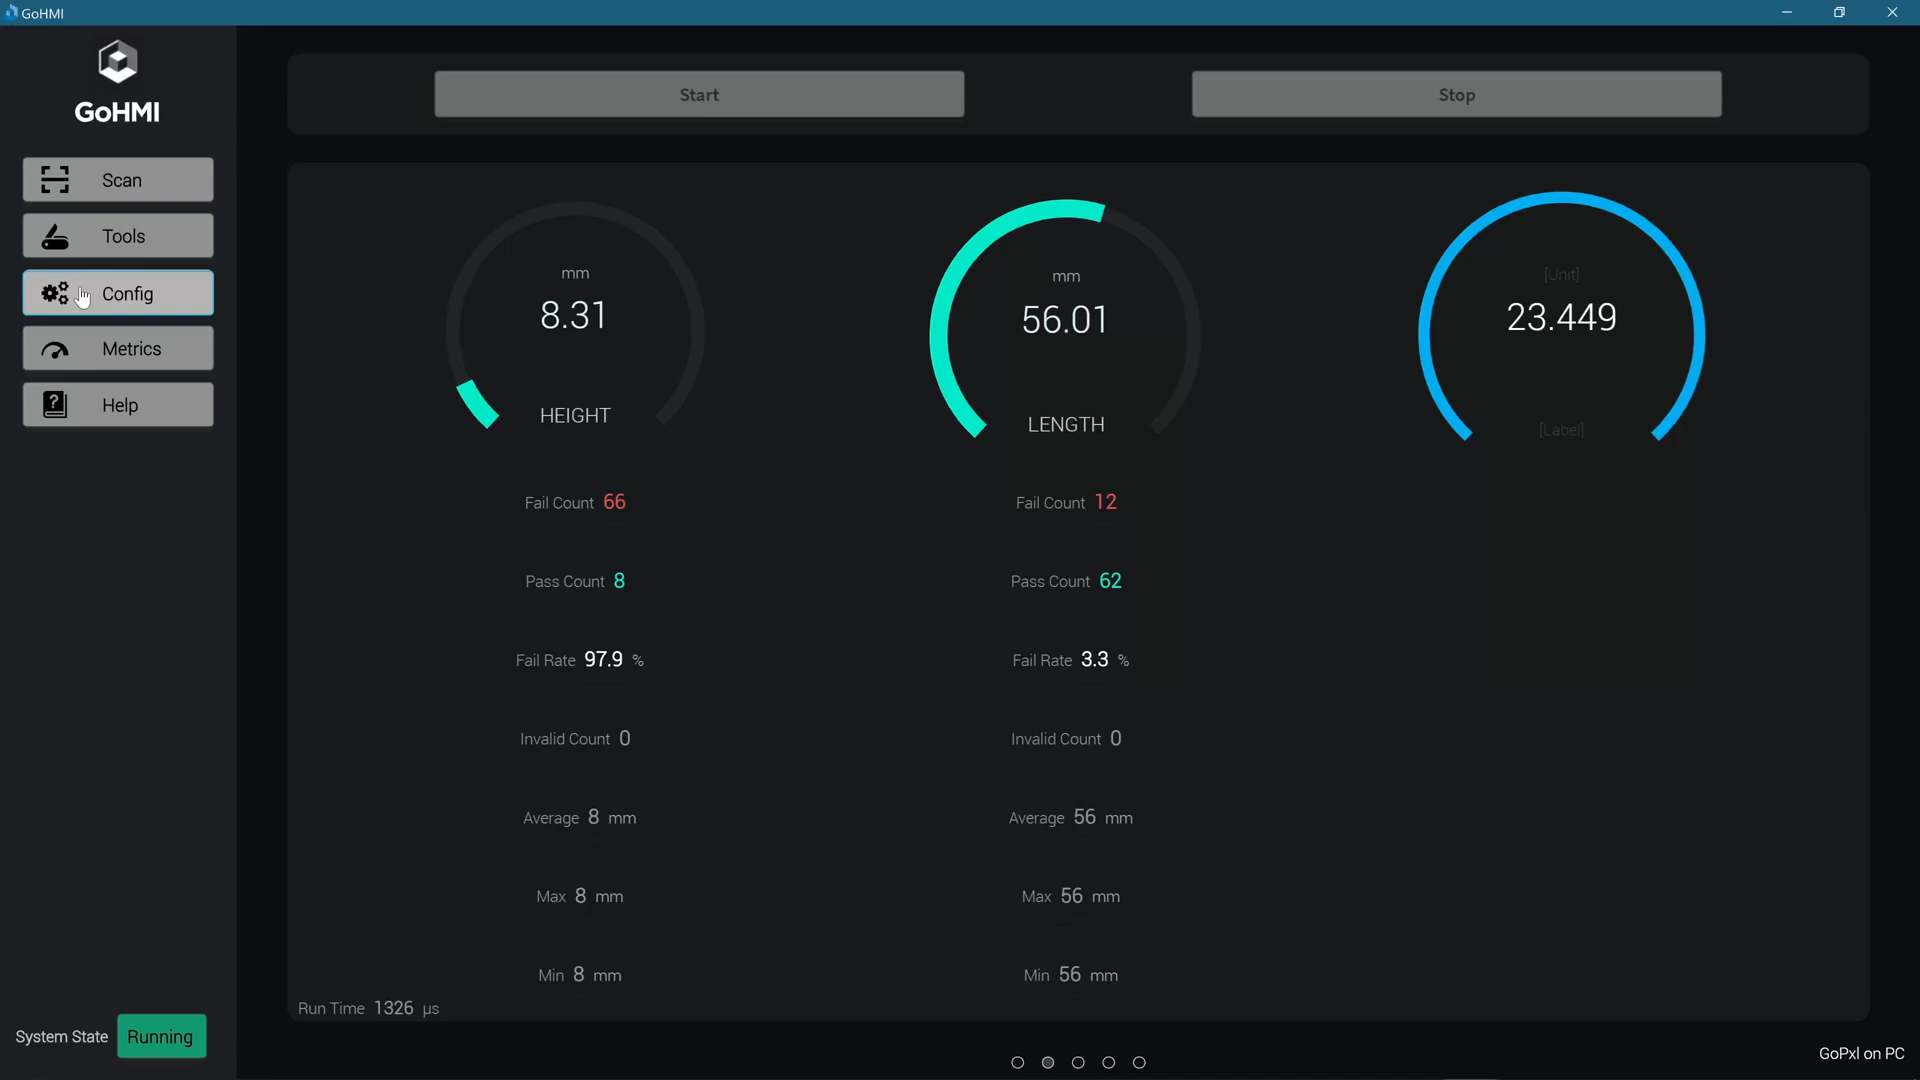 GoHMI
GoHMI
Scan
Tools
Config
Metrics
Help
System State Running
Start
Stop
mm
8.31
HEIGHT
Fail Count 66
Pass Count 8
Fail Rate 97.9 %
Invalid Count 0
Average 8 mm
Max 8 mm
Min 8 mm
mm
56.01
LENGTH
Fail Count 12
Pass Count 62
Fail Rate 3.3 %
Invalid Count 0
Average 56 mm
Max 56 mm
Min 56 mm
[Unit]
23.449
[Label]
Run Time 1326 µs
GoPxl on PC